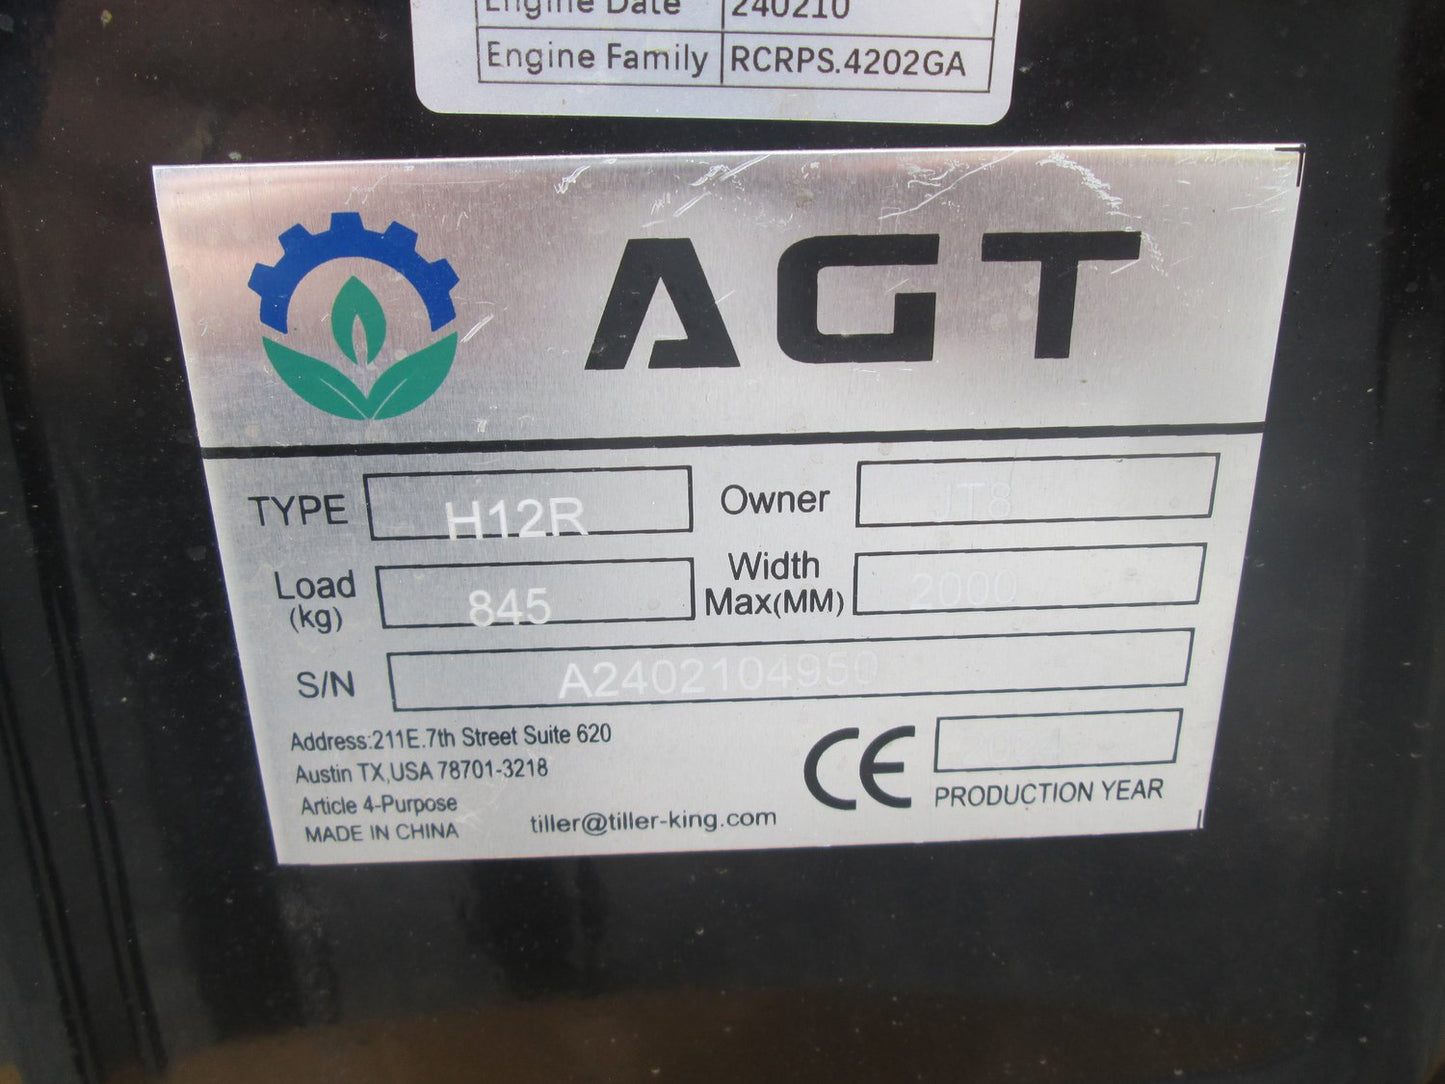 Engine Date 240210
Engine Family RCRPS.4202GA
AGT
TYPE H12R Owner JT8
Load (kg) 845 Width Max(MM) 2000
S/N A2402104950
Address:211E.7th Street Suite 620
Austin TX,USA 78701-3218
Article 4-Purpose
MADE IN CHINA
tiller@tiller-king.com
CE
PRODUCTION YEAR